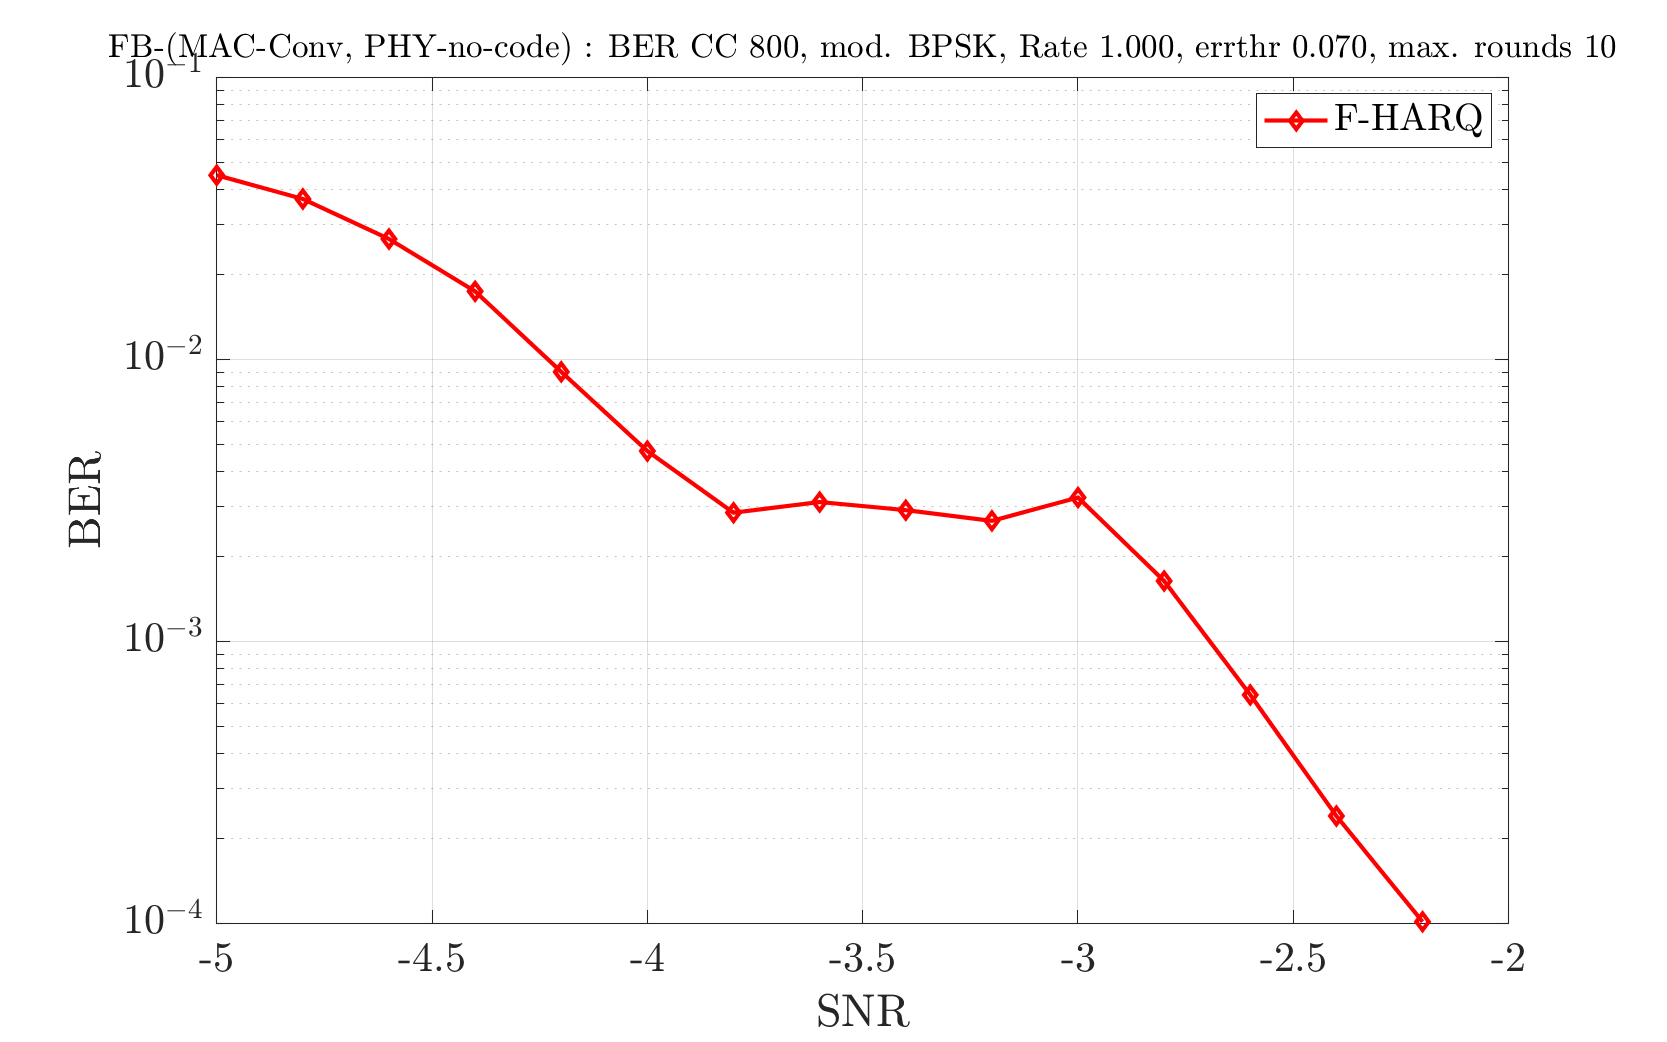 FB-(MAC-Conv, PHY-no-code) : BER CC 800, mod. BPSK, Rate 1.000, errthr 0.070, max. rounds 10
10^{-1}
F-HARQ
10^{-2}
BER
10^{-3}
10^{-4}
-5 -4.5 -4 -3.5 -3 -2.5 -2
SNR